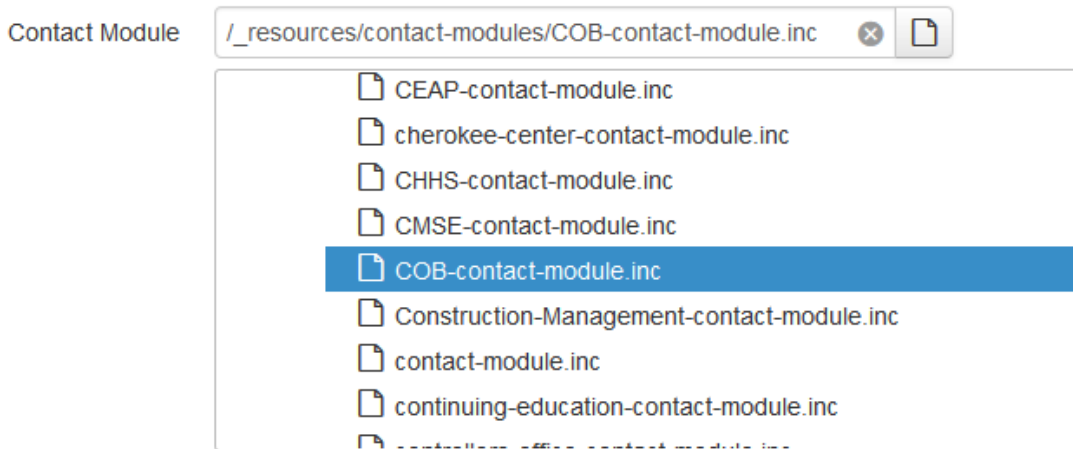 Contact Module
/_resources/contact-modules/COB-contact-module.inc
CEAP-contact-module.inc
cherokee-center-contact-module.inc
CHHS-contact-module.inc
CMSE-contact-module.inc
COB-contact-module.inc
Construction-Management-contact-module.inc
contact-module.inc
continuing-education-contact-module.inc